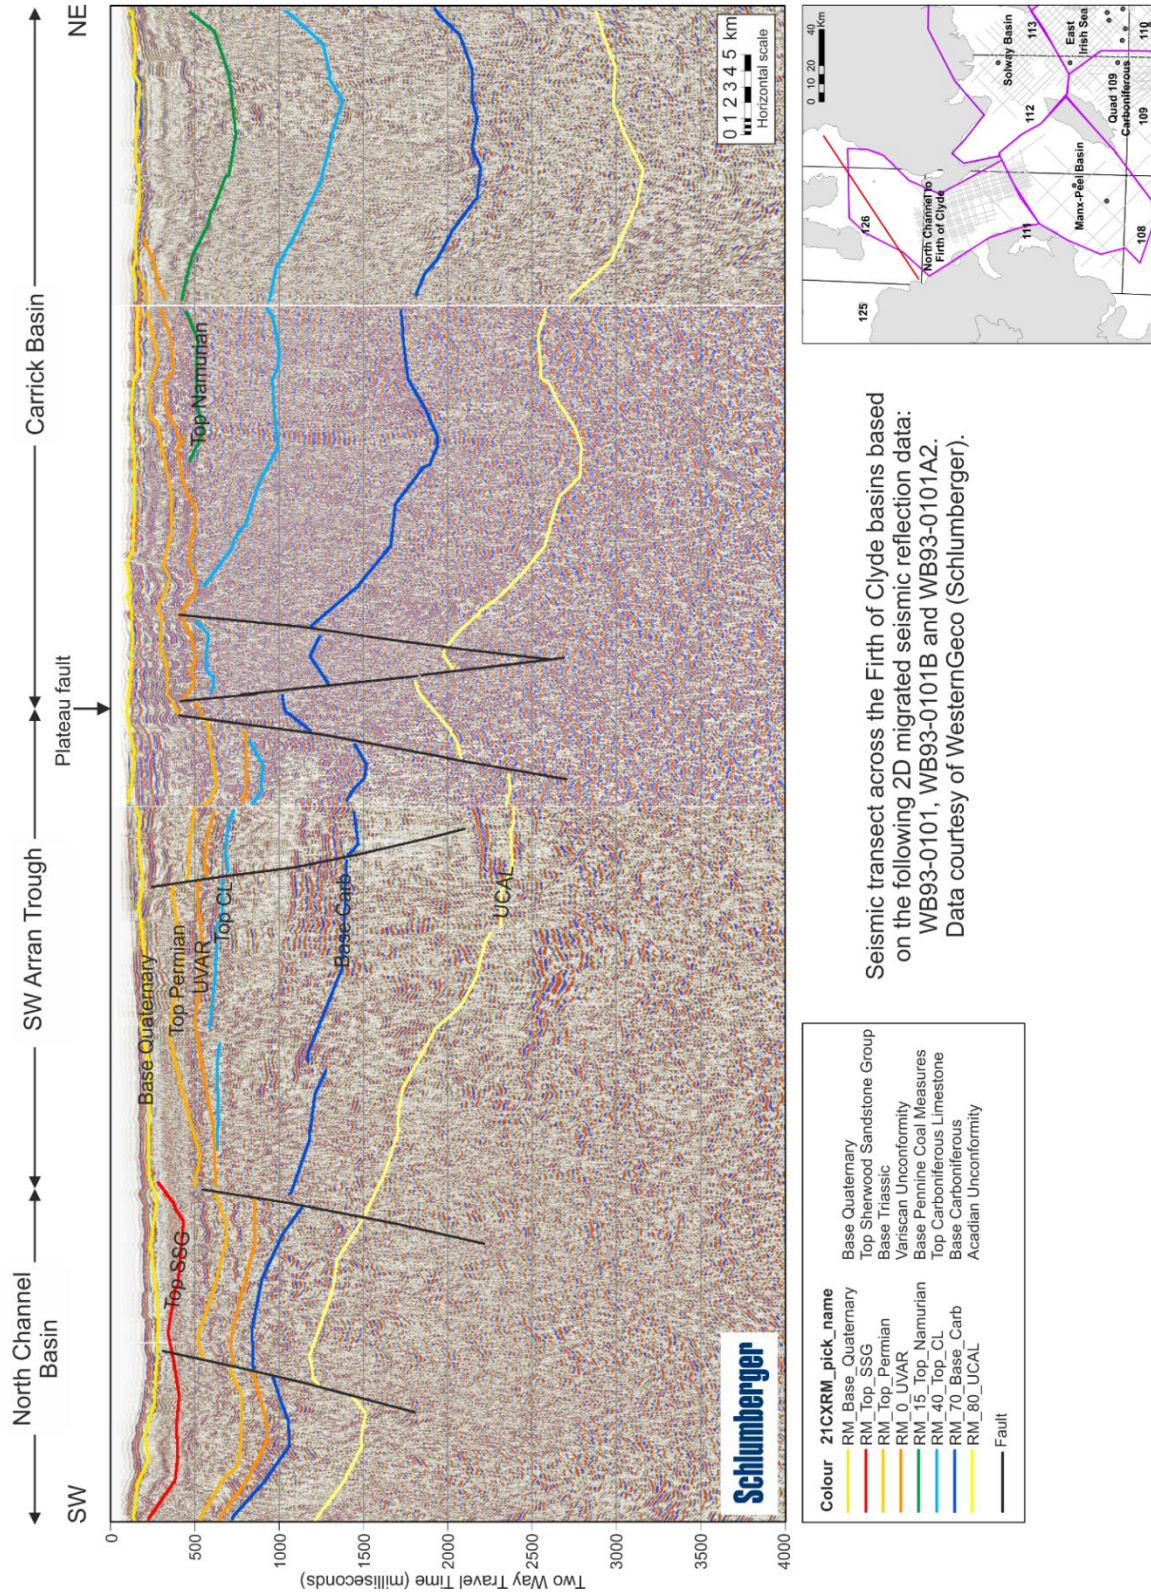 North Channel
Basin
SW Arran Trough
Carrick Basin
Plateau fault
SW
NE
0
500
1000
1500
2000
2500
3000
3500
4000
Two Way Travel Time (milliseconds)
Base Quaternary
Top SSG
Top Permian
UVAR
Top CL
Base Carb
UCAL
Top Namurian
0 1 2 3 4 5 km
Horizontal scale
Schlumberger
Colour 21CXRM_pick_name
RM_Base_Quaternary Base Quaternary
RM_Top_SSG Top Sherwood Sandstone Group
RM_Top_Permian Base Triassic
RM_0_UVAR Variscan Unconformity
RM_15_Top_Namurian Base Pennine Coal Measures
RM_40_Top_CL Top Carboniferous Limestone
RM_70_Base_Carb Base Carboniferous
RM_80_UCAL Acadian Unconformity
Fault
Seismic transect across the Firth of Clyde basins based
on the following 2D migrated seismic reflection data:
WB93-0101, WB93-0101B and WB93-0101A2.
Data courtesy of WesternGeco (Schlumberger).
0 20 40
Km
125
126
North Channel to
Firth of Clyde
111
112
113
Solway Basin
East
Irish Sea
Manx-Peel Basin
Quad 109
Carboniferous
108
109
110